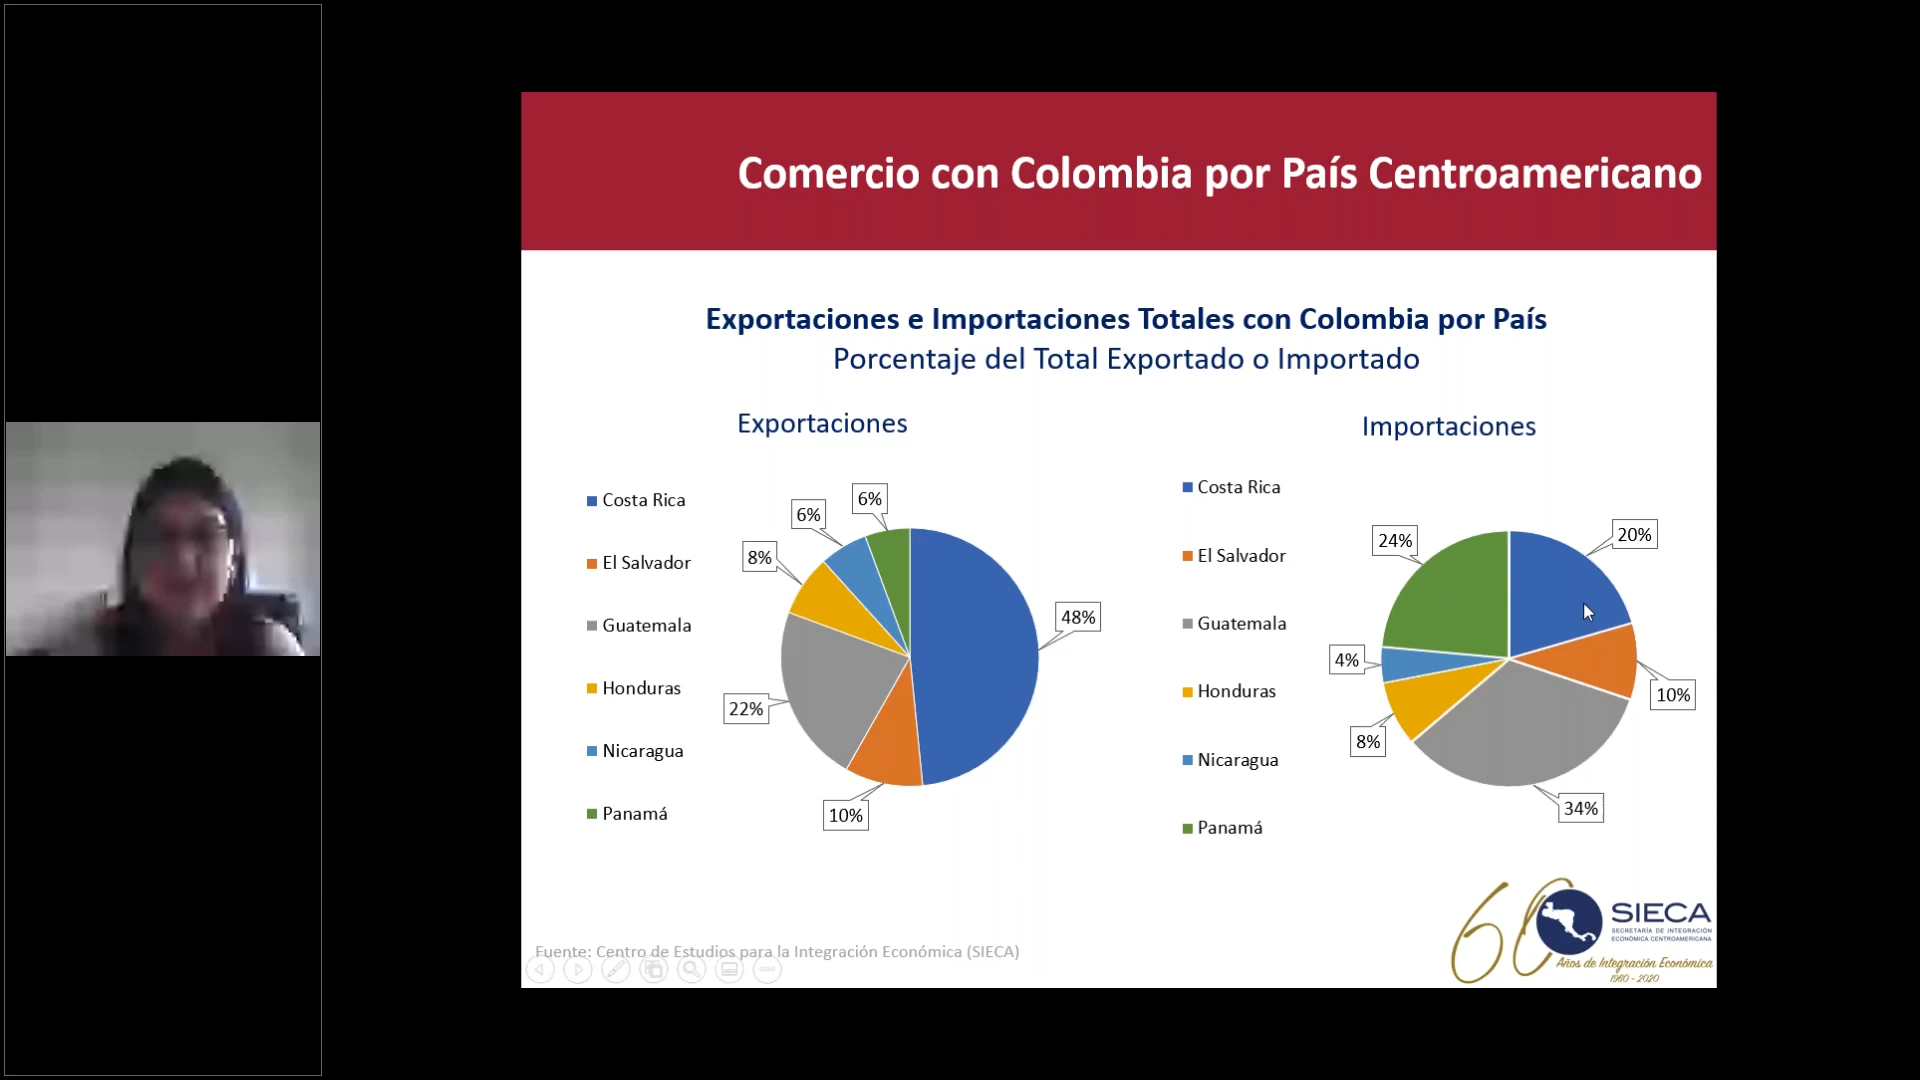 Comercio con Colombia por País Centroamericano
Exportaciones e Importaciones Totales con Colombia por País
Porcentaje del Total Exportado o Importado
Exportaciones
Costa Rica
El Salvador
Guatemala
Honduras
Nicaragua
Panamá
6%
6%
8%
48%
22%
10%
Importaciones
Costa Rica
El Salvador
Guatemala
Honduras
Nicaragua
Panamá
24%
20%
4%
10%
8%
34%
Fuente: Centro de Estudios para la Integración Económica (SIECA)
60
SIECA
SECRETARÍA DE INTEGRACIÓN
ECONÓMICA CENTROAMERICANA
Años de Integración Económica
1960 - 2020